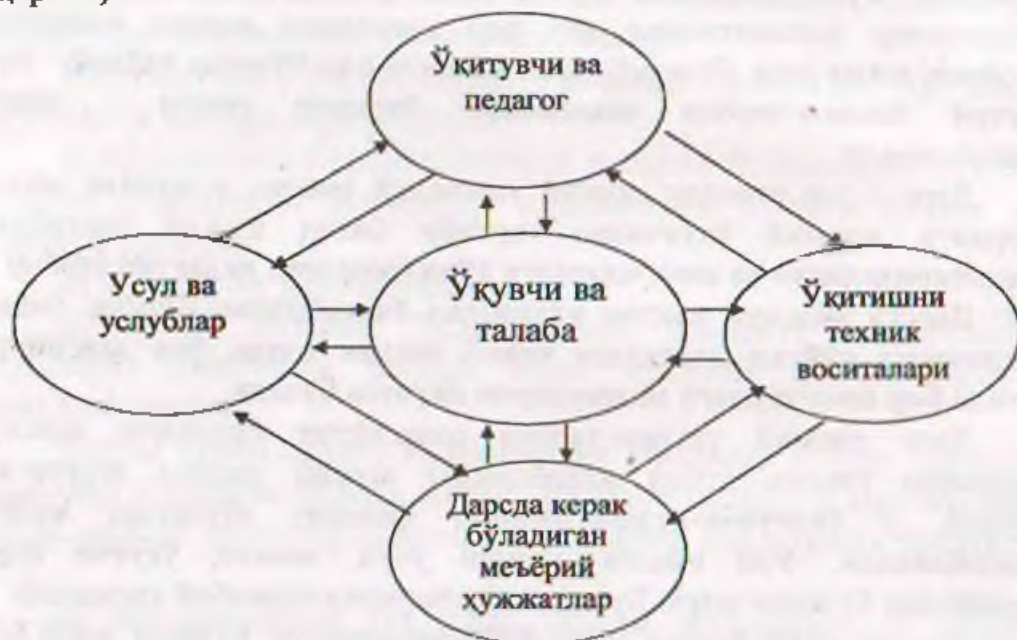 Ўқитувчи ва
педагог
Усул ва
услублар
Ўқувчи ва
талаба
Ўқитишни
техник
воситалари
Дарсда керак
бўладиган
меъёрий
ҳужжатлар